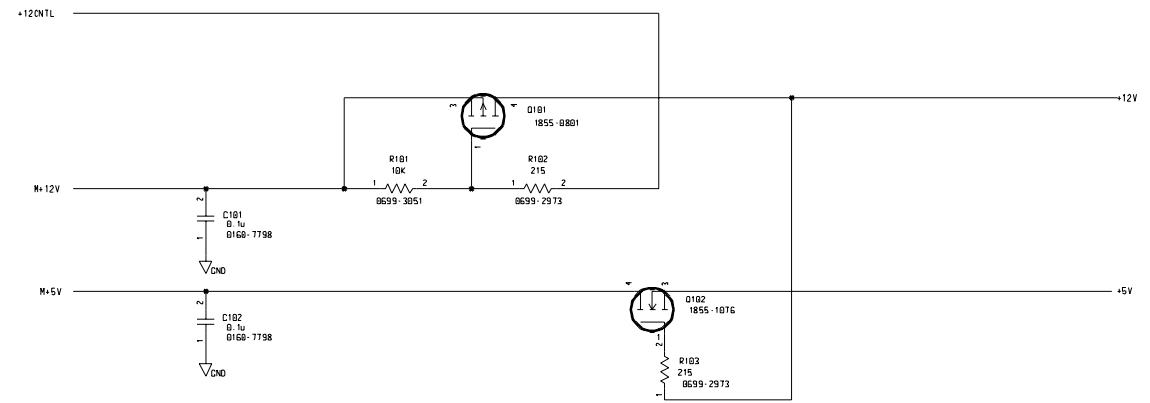 +12CNTL
3
4
Q101
1855-0801
+12V
1
R101
10K
R102
215
M+12V
1
2
1
2
0699-3051
0699-2973
2
C101
0.1u
0160-7798
1
GND
M+5V
4
3
+5V
Q102
1855-1076
2
C102
0.1u
0160-7798
1
1
2
R103
215
0699-2973
GND
1